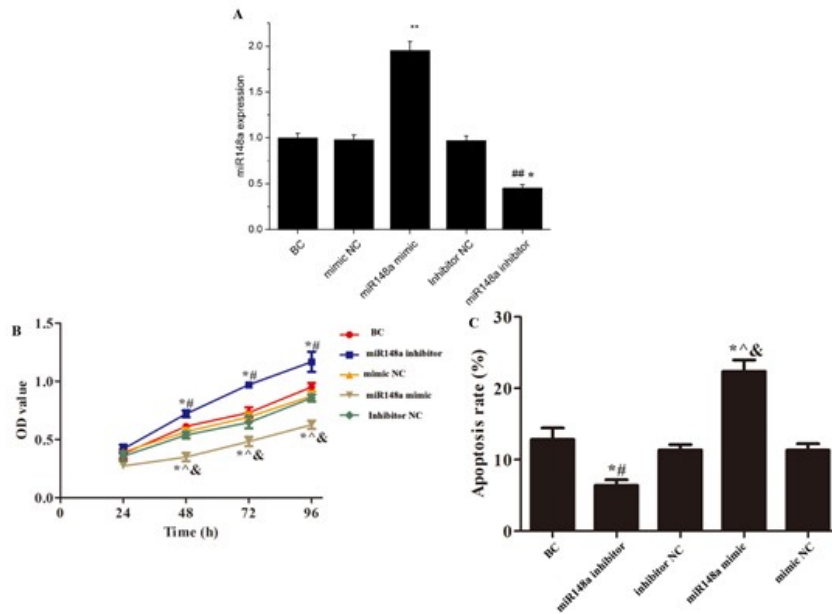 A
miR148a expression
2.0
1.5
1.0
0.5
0.0
**
## *
BC
mimic NC
miR148a mimic
Inhibitor NC
miR148a inhibitor
B
OD value
1.5
1.0
0.5
0.0
*#
*#
*#
*^&
*^&
*^&
0
24
48
72
96
Time (h)
BC
miR148a inhibitor
mimic NC
miR148a mimic
Inhibitor NC
C
Apoptosis rate (%)
30
20
10
0
*#
*^&
BC
miR148a inhibitor
inhibitor NC
miR148a mimic
mimic NC